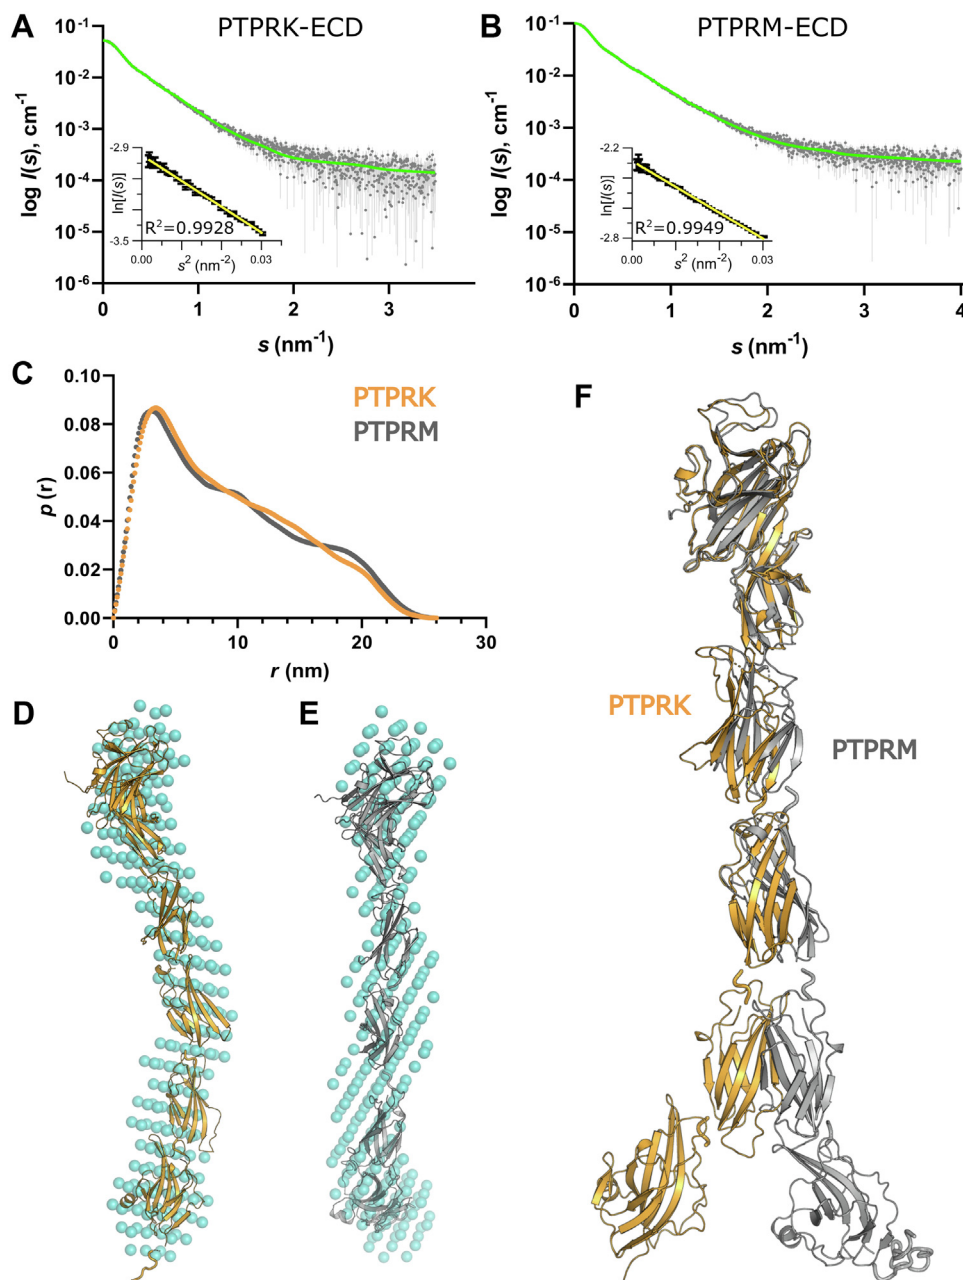 A
PTPRK-ECD
log I(s), cm⁻¹
10⁻¹
10⁻²
10⁻³
10⁻⁴
10⁻⁵
10⁻⁶
0 1 2 3
s (nm⁻¹)
ln[I(s)]
-2.9
-3.5
R²=0.9928
0.00 0.03
s² (nm⁻²)
B
PTPRM-ECD
log I(s), cm⁻¹
10⁻¹
10⁻²
10⁻³
10⁻⁴
10⁻⁵
10⁻⁶
0 1 2 3 4
s (nm⁻¹)
ln[I(s)]
-2.2
-2.8
R²=0.9949
0.00 0.03
s² (nm⁻²)
C
PTPRK
PTPRM
p (r)
0.10
0.08
0.06
0.04
0.02
0.00
0 10 20 30
r (nm)
D
E
F
PTPRK
PTPRM